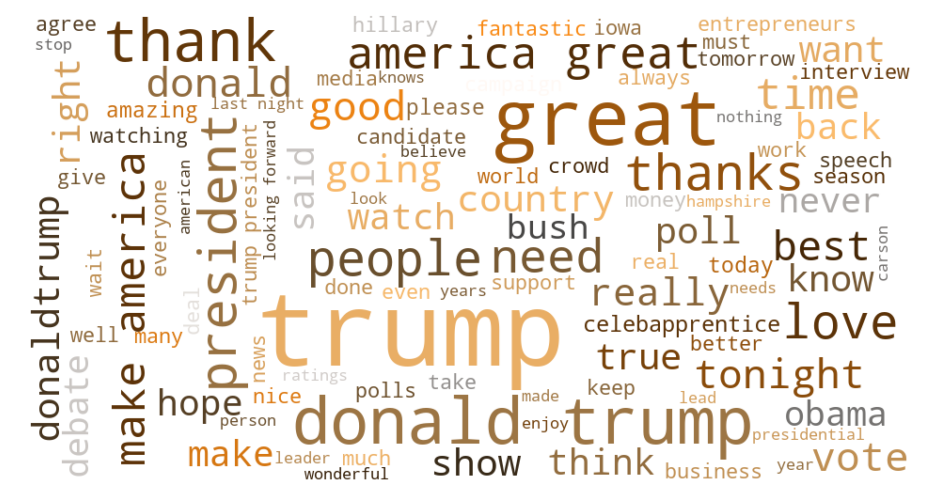 agree
stop
thank
hillary
fantastic
iowa
entrepreneurs
america great
must
tomorrow
want
interview
right
donald
media
knows
campaign
always
time
amazing
last night
good
please
great
nothing
back
watching
candidate
believe
work
speech
season
give
president
trump president
looking forward
said
going
world
crowd
thanks
american
everyone
look
watch
country
money
hampshire
never
donaldtrump
make america
wait
bush
poll
best
carson
people
need
real
today
know
deal
done
even
years
support
really
needs
well
many
trump
celebapprentice
love
better
news
true
debate
ratings
polls
take
keep
tonight
hope
nice
made
lead
person
donald trump
enjoy
obama
presidential
make
leader
much
wonderful
show
think
business
year
vote